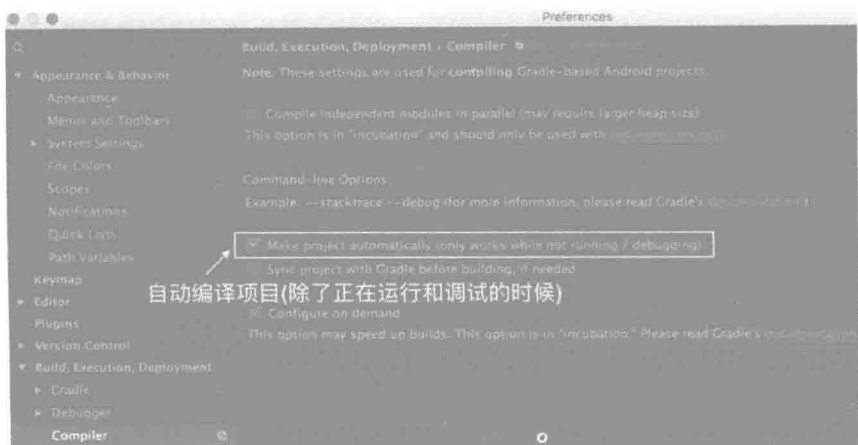 Preferences
Build, Execution, Deployment › Compiler
Note: These settings are used for compiling Gradle-based Android projects.
Appearance & Behavior
Appearance
Menus and Toolbars
System Settings
File Colors
Scopes
Notifications
Quick Lists
Path Variables
Keymap
Editor
Plugins
Version Control
Build, Execution, Deployment
Gradle
Debugger
Compiler
Compile independent modules in parallel (may require larger heap size)
This option is in "incubation" and should only be used with
Command-line Options
Example: --stacktrace --debug (for more information, please read Gradle's documentation.)
Make project automatically (only works while not running / debugging)
Sync project with Gradle before building, if needed
自动编译项目(除了正在运行和调试的时候)
Configure on demand
This option may speed up builds. This option is in "incubation." Please read Gradle's